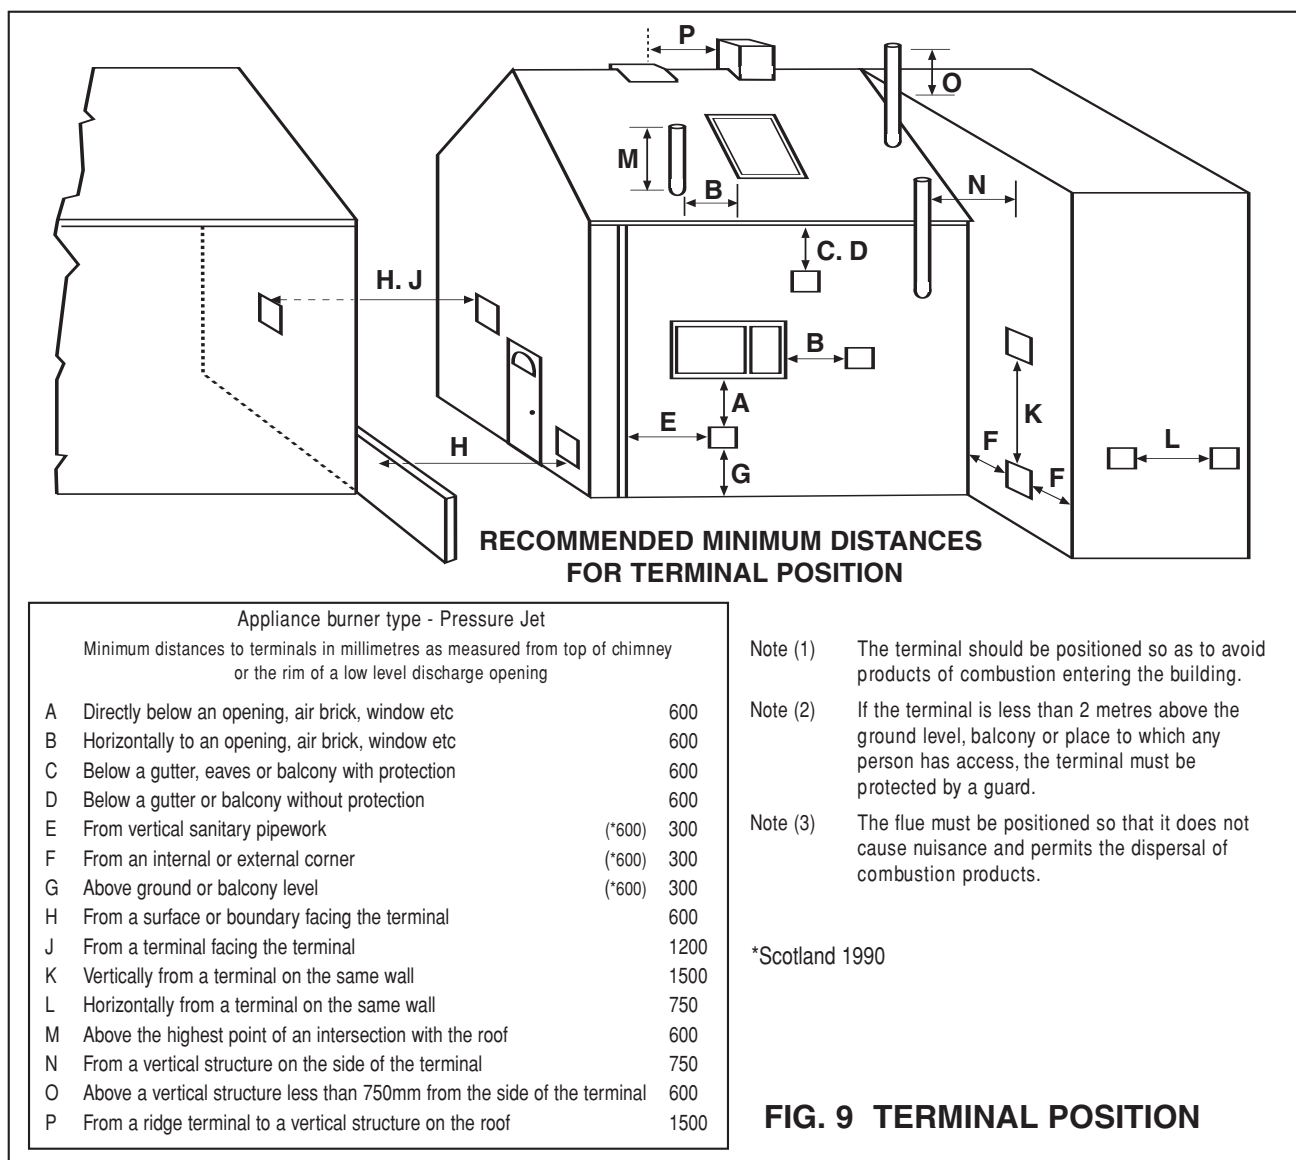 P
O
M
B
N
C. D
H. J
B
A
E
K
H
G
F
L
F
RECOMMENDED MINIMUM DISTANCES
FOR TERMINAL POSITION
Appliance burner type - Pressure Jet
Minimum distances to terminals in millimetres as measured from top of chimney
or the rim of a low level discharge opening
A Directly below an opening, air brick, window etc 600
B Horizontally to an opening, air brick, window etc 600
C Below a gutter, eaves or balcony with protection 600
D Below a gutter or balcony without protection 600
E From vertical sanitary pipework (*600) 300
F From an internal or external corner (*600) 300
G Above ground or balcony level (*600) 300
H From a surface or boundary facing the terminal 600
J From a terminal facing the terminal 1200
K Vertically from a terminal on the same wall 1500
L Horizontally from a terminal on the same wall 750
M Above the highest point of an intersection with the roof 600
N From a vertical structure on the side of the terminal 750
O Above a vertical structure less than 750mm from the side of the terminal 600
P From a ridge terminal to a vertical structure on the roof 1500
Note (1) The terminal should be positioned so as to avoid
products of combustion entering the building.
Note (2) If the terminal is less than 2 metres above the
ground level, balcony or place to which any
person has access, the terminal must be
protected by a guard.
Note (3) The flue must be positioned so that it does not
cause nuisance and permits the dispersal of
combustion products.
*Scotland 1990
FIG. 9 TERMINAL POSITION